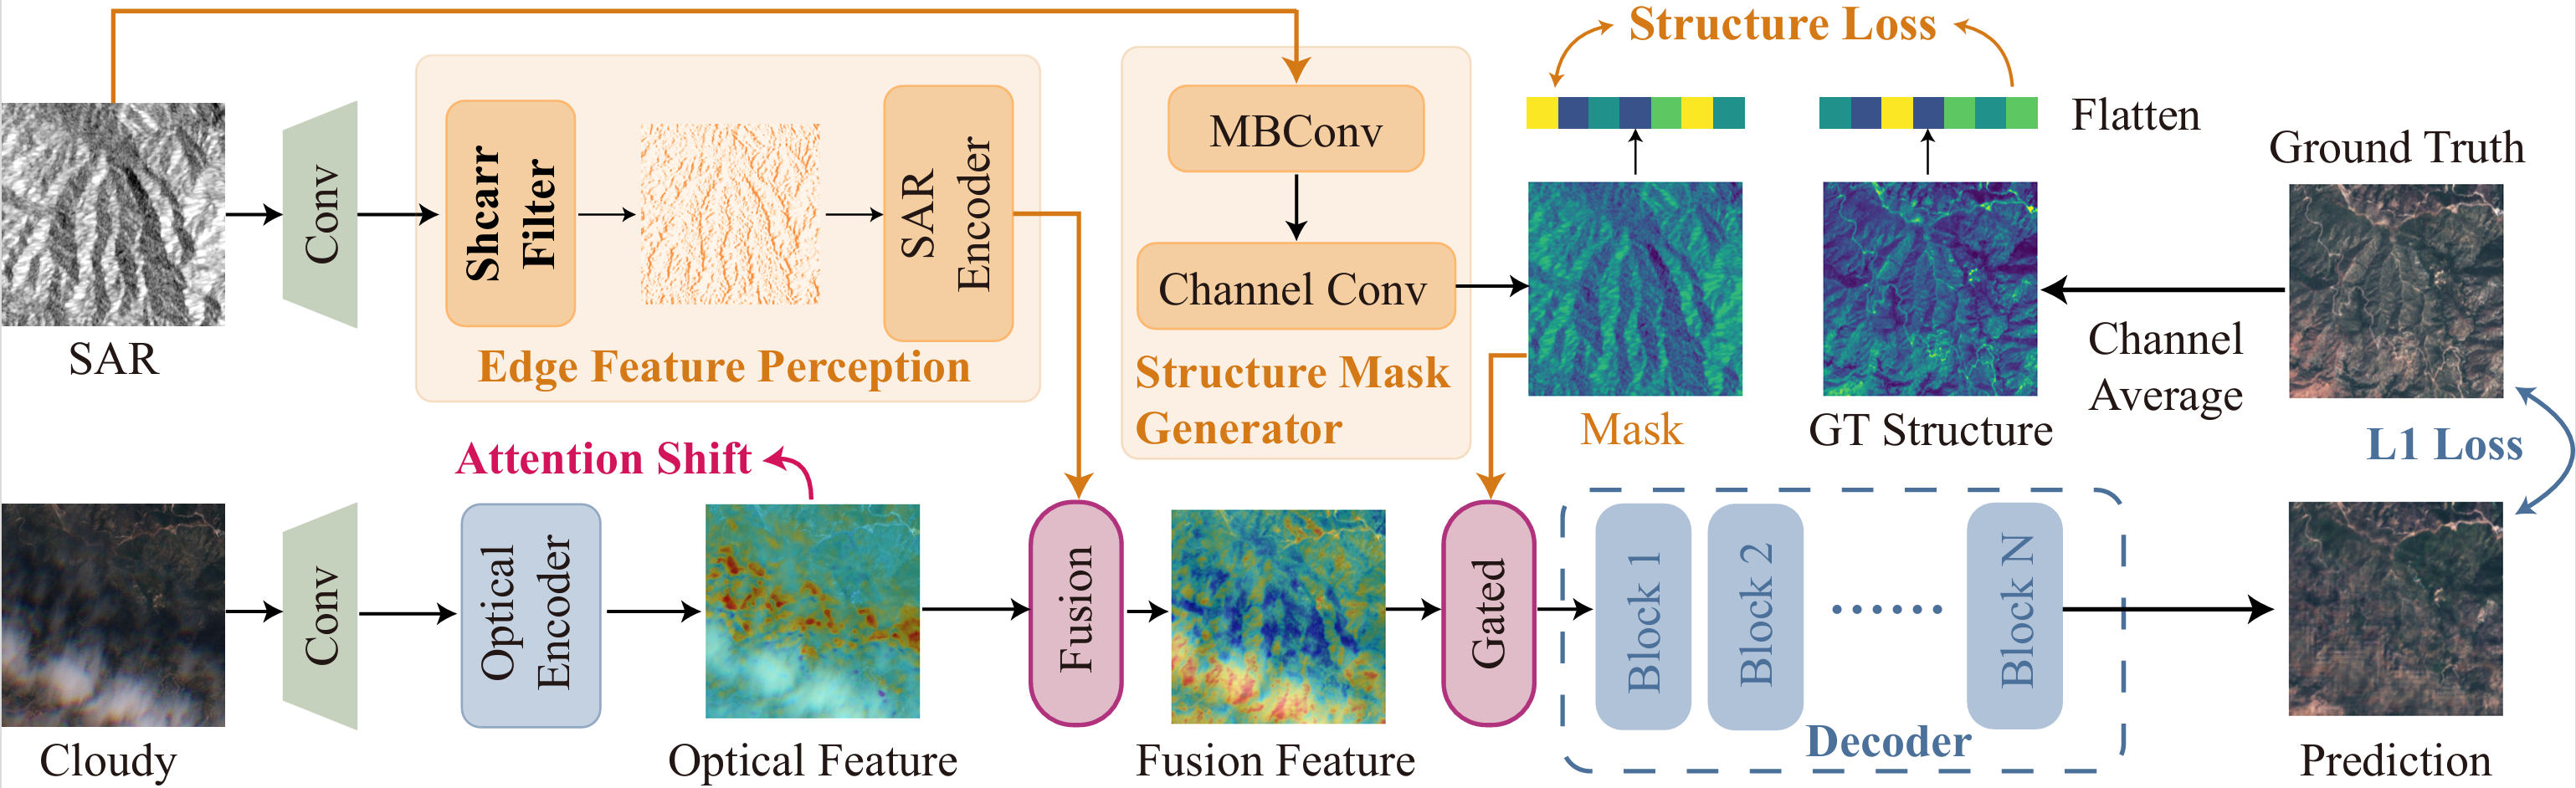 Structure Loss
Flatten
Ground Truth
Conv
Shcarr
Filter
SAR
Encoder
MBConv
Channel Conv
SAR
Edge Feature Perception
Structure Mask
Generator
Mask
GT Structure
Channel
Average
L1 Loss
Attention Shift
Conv
Optical
Encoder
Fusion
Gated
Block 1
Block 2
......
Block N
Decoder
Cloudy
Optical Feature
Fusion Feature
Prediction